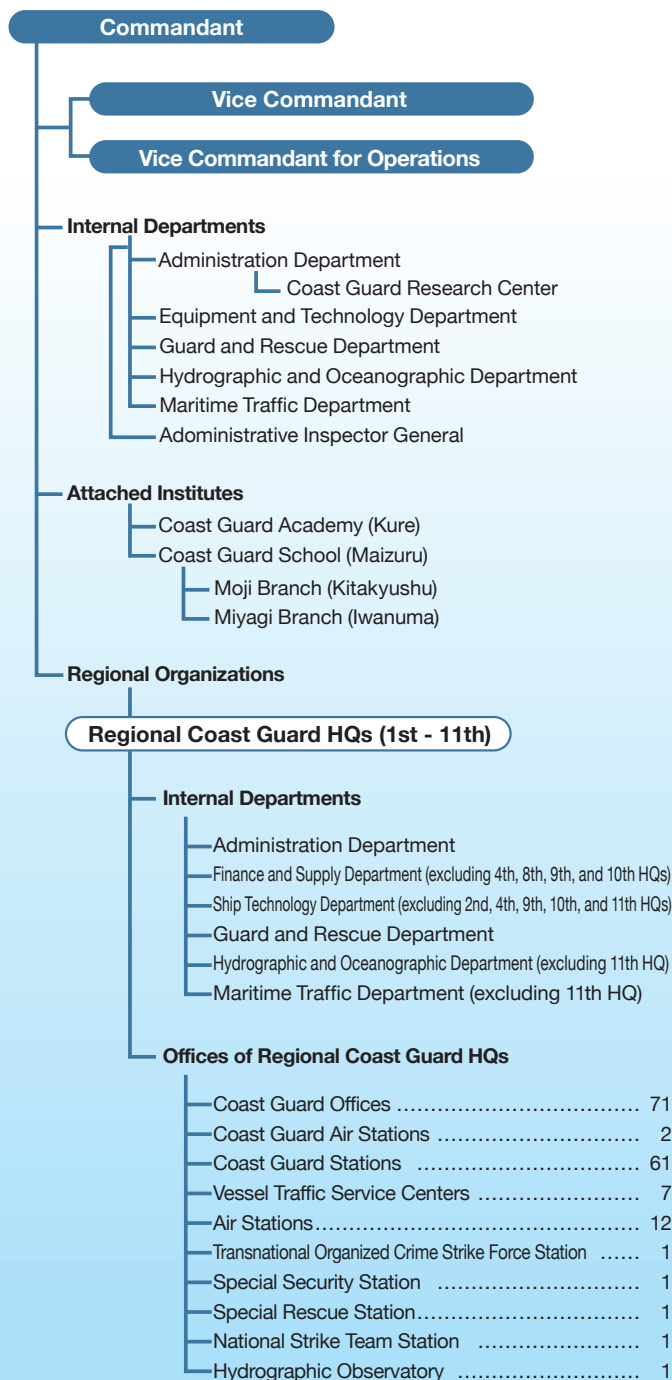 Commandant
Vice Commandant
Vice Commandant for Operations
Internal Departments
Administration Department
Coast Guard Research Center
Equipment and Technology Department
Guard and Rescue Department
Hydrographic and Oceanographic Department
Maritime Traffic Department
Adoministrative Inspector General
Attached Institutes
Coast Guard Academy (Kure)
Coast Guard School (Maizuru)
Moji Branch (Kitakyushu)
Miyagi Branch (Iwanuma)
Regional Organizations
Regional Coast Guard HQs (1st - 11th)
Internal Departments
Administration Department
Finance and Supply Department (excluding 4th, 8th, 9th, and 10th HQs)
Ship Technology Department (excluding 2nd, 4th, 9th, 10th, and 11th HQs)
Guard and Rescue Department
Hydrographic and Oceanographic Department (excluding 11th HQ)
Maritime Traffic Department (excluding 11th HQ)
Offices of Regional Coast Guard HQs
Coast Guard Offices ................................... 71
Coast Guard Air Stations ............................. 2
Coast Guard Stations ................................ 61
Vessel Traffic Service Centers ....................... 7
Air Stations............................................... 12
Transnational Organized Crime Strike Force Station ...... 1
Special Security Station ............................. 1
Special Rescue Station................................ 1
National Strike Team Station ....................... 1
Hydrographic Observatory .......................... 1